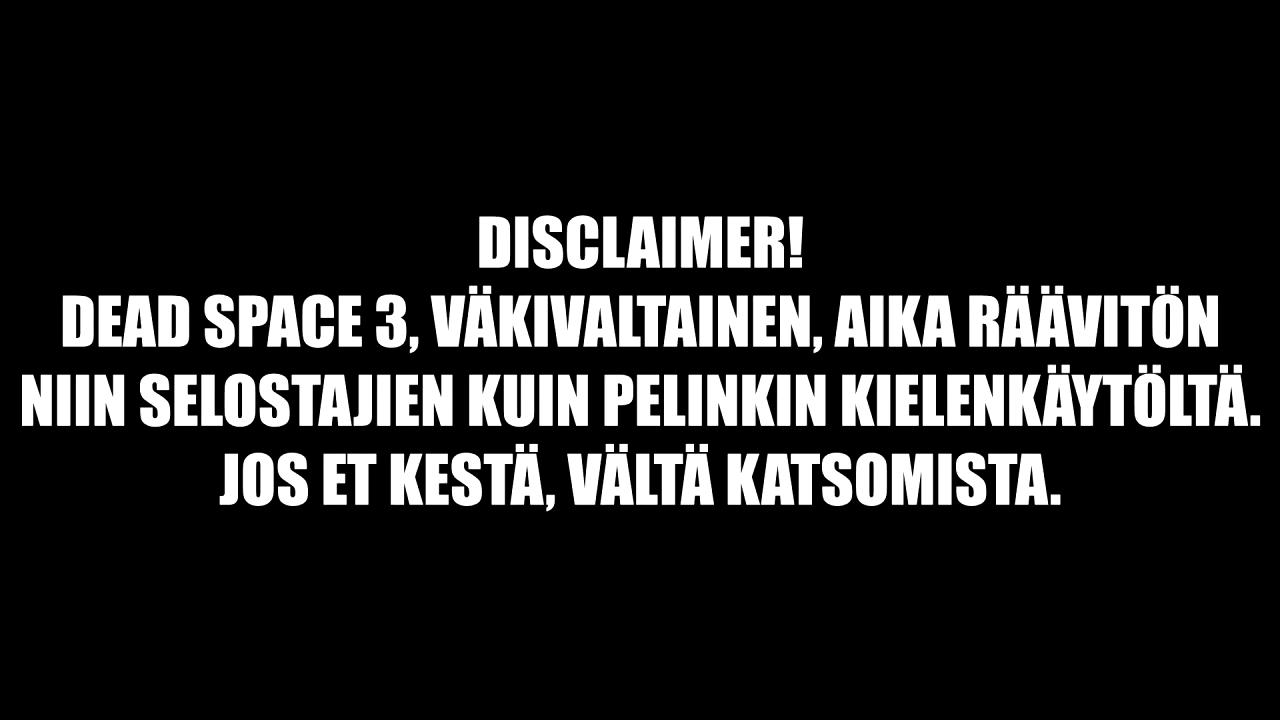 DISCLAIMER!
DEAD SPACE 3, VÄKIVALTAINEN, AIKA RÄÄVITÖN
NIIN SELOSTAJIEN KUIN PELINKIN KIELENKÄYTÖLTÄ.
JOS ET KESTÄ, VÄLTÄ KATSOMISTA.